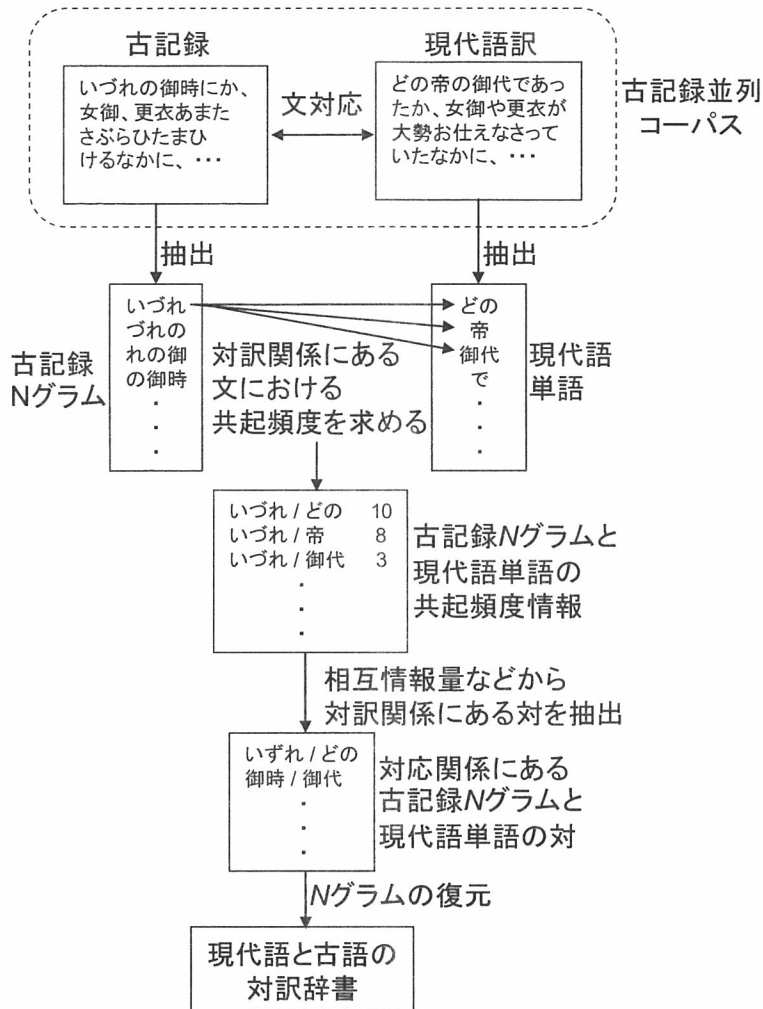 古記録
現代語訳
いづれの御時にか、
女御、更衣あまた
さぶらひたまひ
けるなかに、・・・
文対応
どの帝の御代であっ
たか、女御や更衣が
大勢お仕えなさって
いたなかに、・・・
古記録並列
コーパス
抽出
抽出
古記録
Nグラム
いづれ
づれの
れの御
の御時
・
・
・
対訳関係にある
文における
共起頻度を求める
どの
帝
御代
で
・
・
・
現代語
単語
いづれ / どの 10
いづれ / 帝 8
いづれ / 御代 3
・
・
・
古記録Nグラムと
現代語単語の
共起頻度情報
相互情報量などから
対訳関係にある対を抽出
いずれ / どの
御時 / 御代
・
・
・
対応関係にある
古記録Nグラムと
現代語単語の対
Nグラムの復元
現代語と古語の
対訳辞書